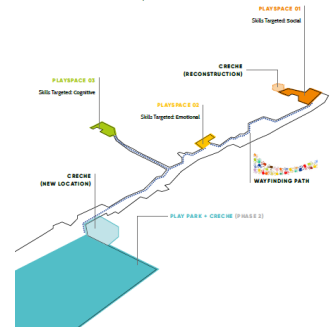 PLAYSPACE 01
Skills Targeted: Social
CRECHE
(RECONSTRUCTION)
PLAYSPACE 03
Skills Targeted: Cognitive
PLAYSPACE 02
Skills Targeted: Emotional
CRECHE
(NEW LOCATION)
WAYFINDING PATH
PLAY PARK + CRECHE (PHASE 2)